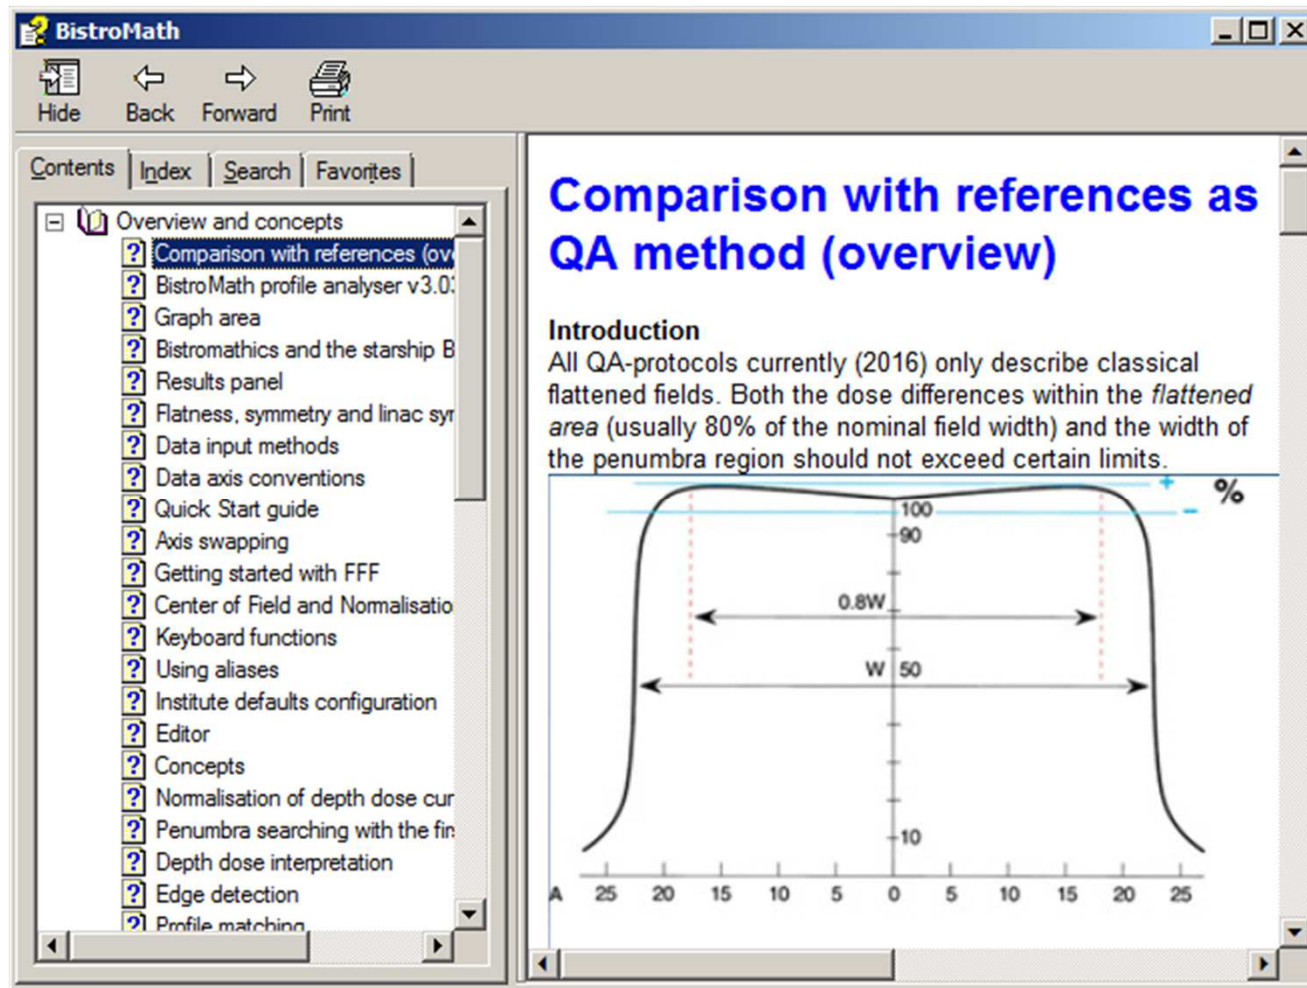 BistroMath
Hide Back Forward Print
Contents Index Search Favorites
Overview and concepts
Comparison with references (ov
BistroMath profile analyser v3.0
Graph area
Bistromathics and the starship B
Results panel
Flatness, symmetry and linac syr
Data input methods
Data axis conventions
Quick Start guide
Axis swapping
Getting started with FFF
Center of Field and Normalisatio
Keyboard functions
Using aliases
Institute defaults configuration
Editor
Concepts
Normalisation of depth dose cur
Penumbra searching with the firs
Depth dose interpretation
Edge detection
Profile matching
Comparison with references as
QA method (overview)
Introduction
All QA-protocols currently (2016) only describe classical
flattened fields. Both the dose differences within the flattened
area (usually 80% of the nominal field width) and the width of
the penumbra region should not exceed certain limits.
+ %
100 −
90
0.8W
W 50
10
A 25 20 15 10 5 0 5 10 15 20 25